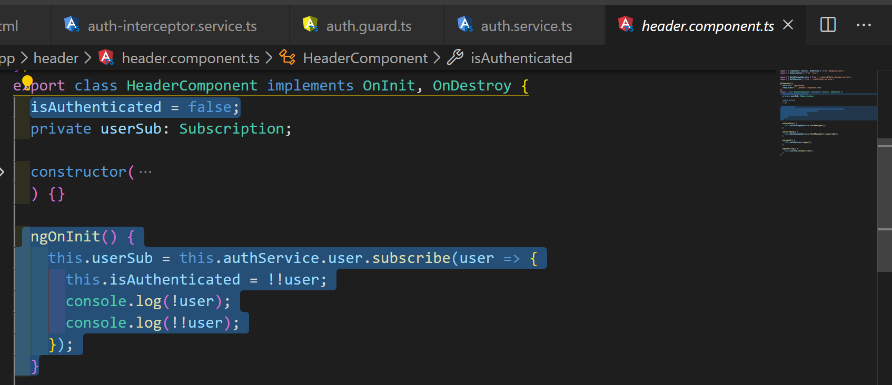 ml
auth-interceptor.service.ts
auth.guard.ts
auth.service.ts
header.component.ts
pp > header > header.component.ts > HeaderComponent > isAuthenticated
export class HeaderComponent implements OnInit, OnDestroy {
isAuthenticated = false;
private userSub: Subscription;
constructor( ⋯
) {}
ngOnInit() {
this.userSub = this.authService.user.subscribe(user => {
this.isAuthenticated = !!user;
console.log(!user);
console.log(!!user);
});
}